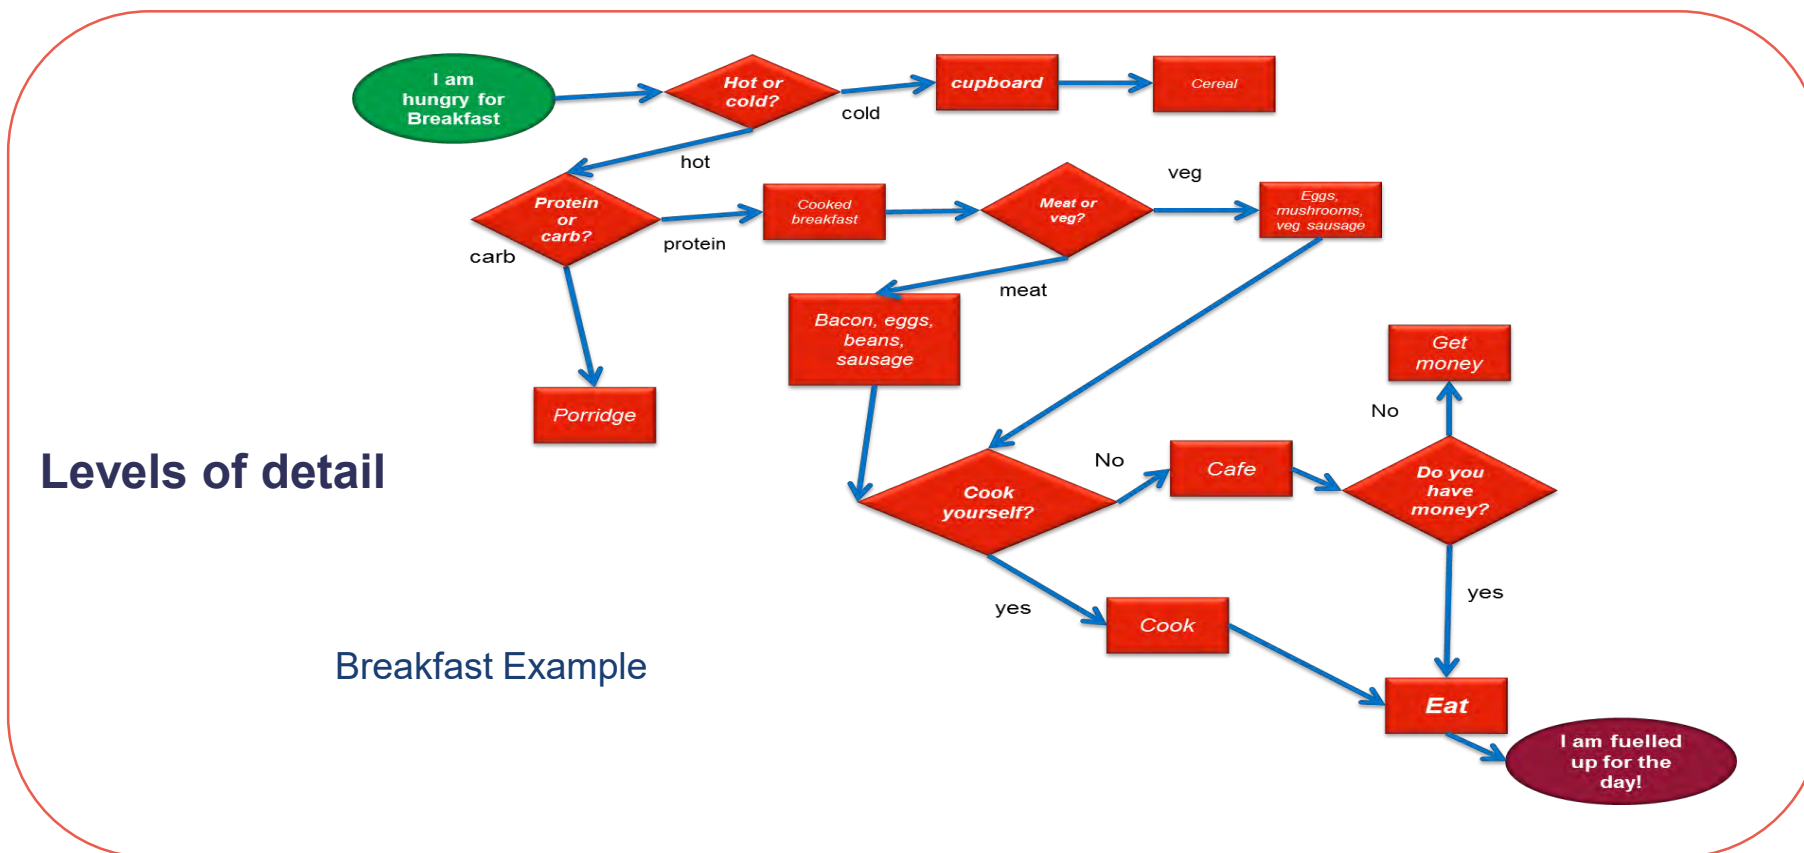 I am
hungry for
Breakfast
Hot or
cold?
cold
cupboard
Cereal
hot
Protein
or
carb?
carb
protein
Cooked
breakfast
Meat or
veg?
veg
Eggs,
mushrooms,
veg sausage
meat
Bacon, eggs,
beans,
sausage
Porridge
Get
money
No
Levels of detail
Cook
yourself?
No
Cafe
Do you
have
money?
yes
yes
Cook
Breakfast Example
Eat
I am fuelled
up for the
day!